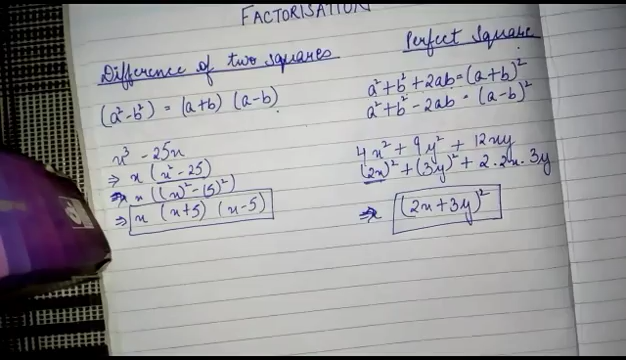 FACTORISATION
Difference of two squares
(a²-b²) = (a+b) (a-b)
x³ - 25x
⇒ x (x² - 25)
⇒ x ((x)² - (5)²)
⇒ x (x+5) (x-5)
Perfect Square
a² + b² + 2ab = (a+b)²
a² + b² - 2ab = (a-b)²
4x² + 9y² + 12xy
(2x)² + (3y)² + 2·2x·3y
⇒ (2x+3y)²